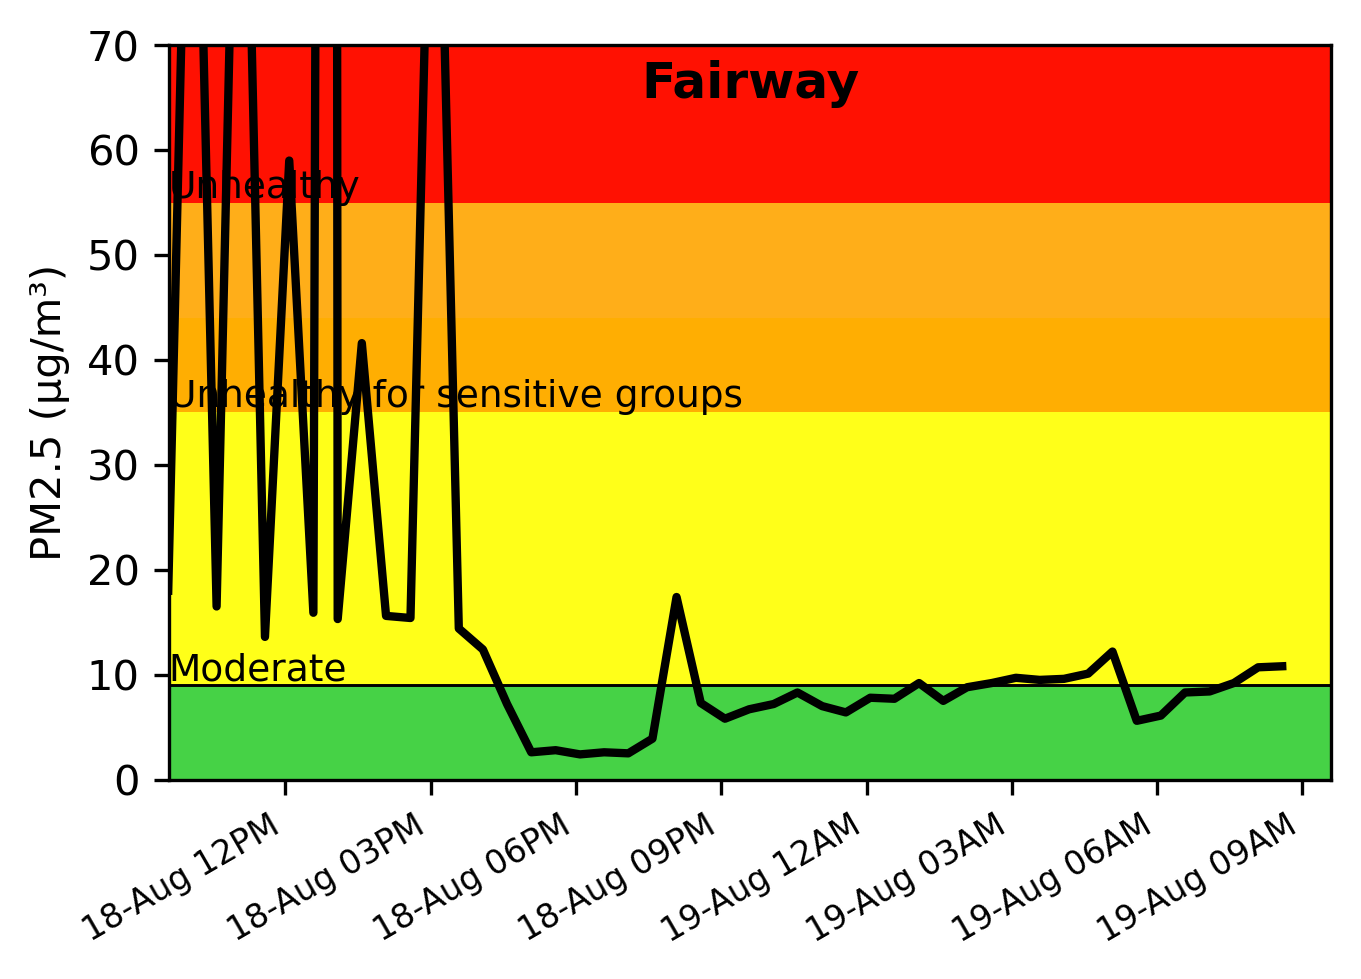 Fairway
PM2.5 (µg/m³)
70
60
50
40
30
20
10
0
Unhealthy
Unhealthy for sensitive groups
Moderate
18-Aug 12PM
18-Aug 03PM
18-Aug 06PM
18-Aug 09PM
19-Aug 12AM
19-Aug 03AM
19-Aug 06AM
19-Aug 09AM